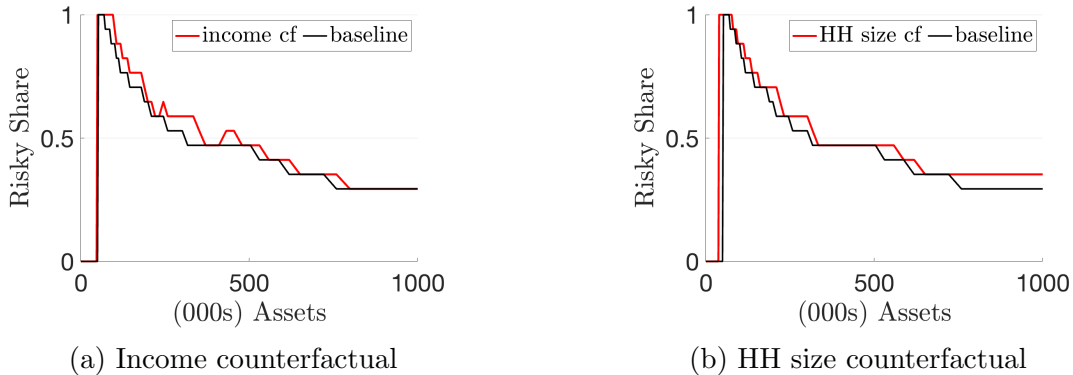 1
income cf baseline
0.5
Risky Share
0
0 500 1000
(000s) Assets
(a) Income counterfactual
1
HH size cf baseline
0.5
Risky Share
0
0 500 1000
(000s) Assets
(b) HH size counterfactual